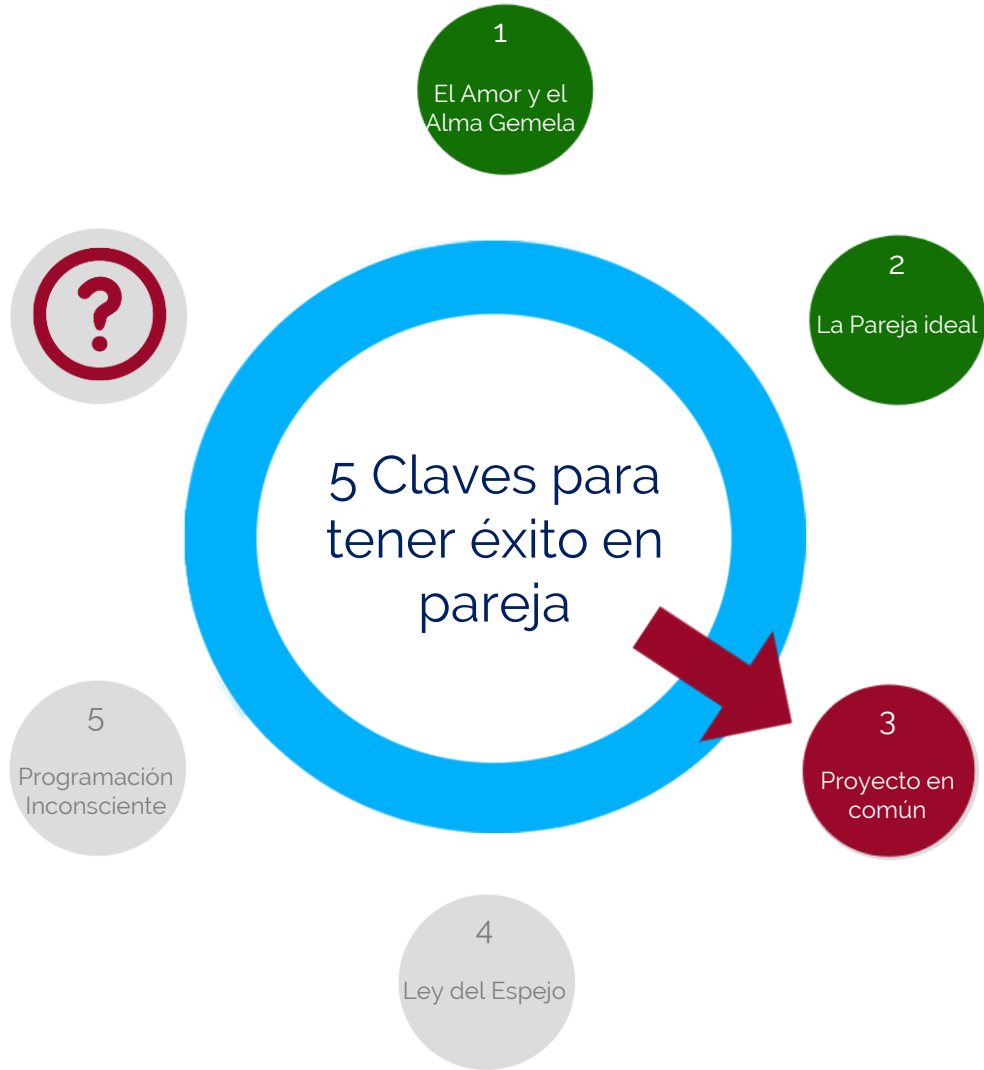 1
El Amor y el
Alma Gemela
2
La Pareja ideal
?
5 Claves para
tener éxito en
pareja
3
Proyecto en
común
5
Programación
Inconsciente
4
Ley del Espejo